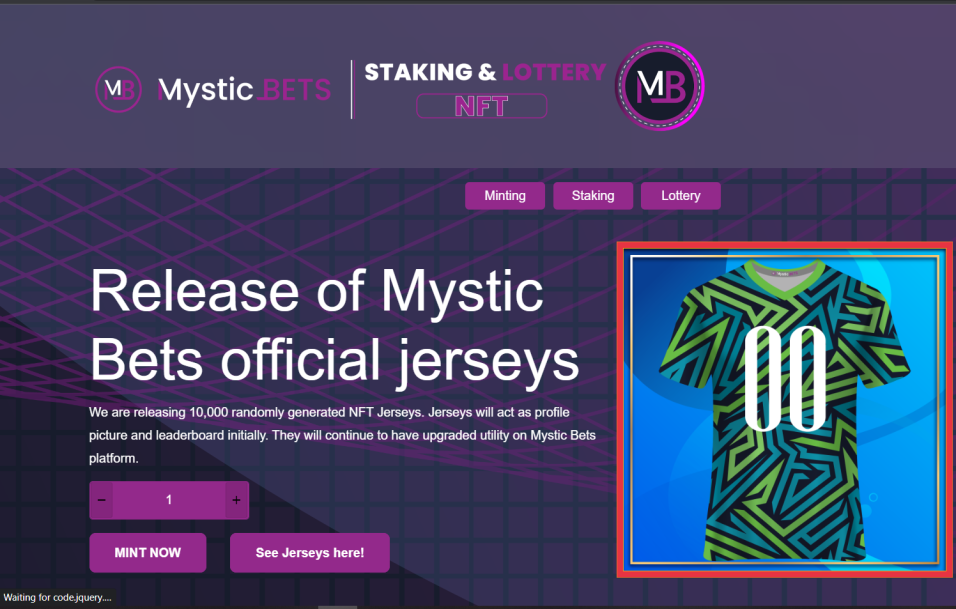 MB Mystic BETS
STAKING & LOTTERY
NFT
MB
Minting Staking Lottery
Release of Mystic
Bets official jerseys
We are releasing 10,000 randomly generated NFT Jerseys. Jerseys will act as profile
picture and leaderboard initially. They will continue to have upgraded utility on Mystic Bets
platform.
− 1 +
MINT NOW See Jerseys here!
00
Waiting for code.jquery....